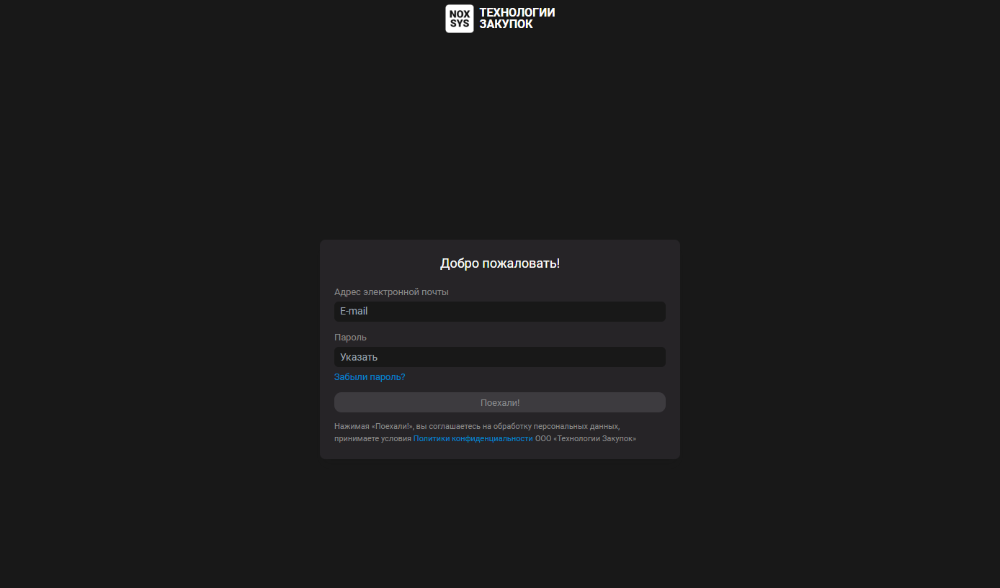 NOX
SYS
ТЕХНОЛОГИИ
ЗАКУПОК
Добро пожаловать!
Адрес электронной почты
E-mail
Пароль
Указать
Забыли пароль?
Поехали!
Нажимая «Поехали!», вы соглашаетесь на обработку персональных данных,
принимаете условия Политики конфиденциальности ООО «Технологии Закупок»